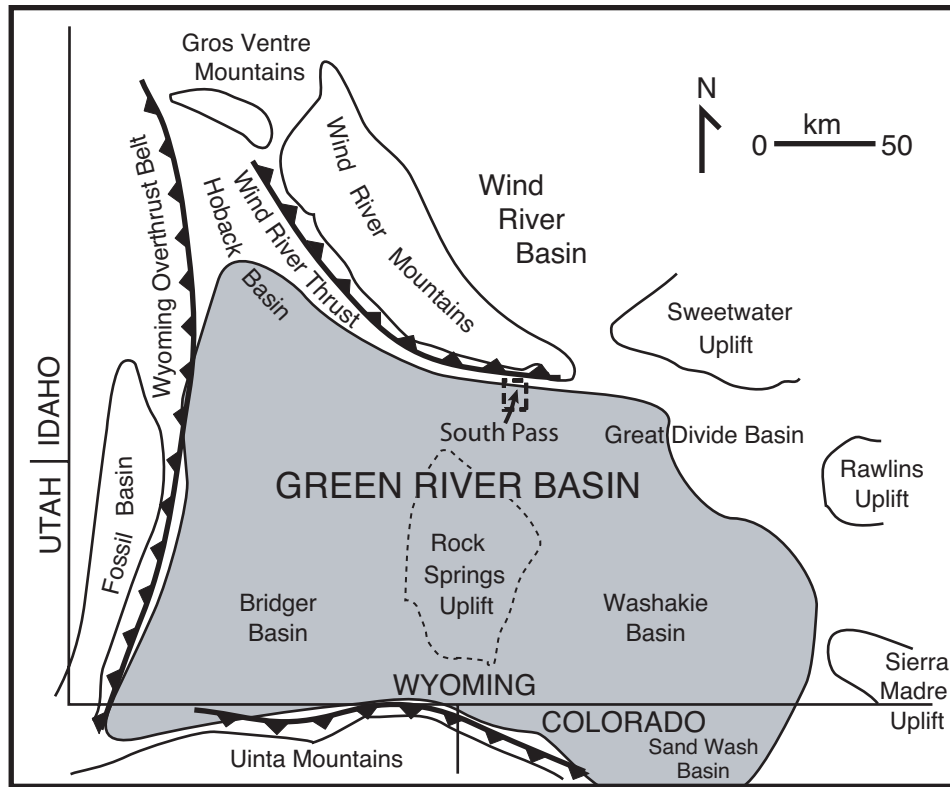 Gros Ventre
Mountains
N
km
0 50
Wyoming Overthrust Belt
Hoback
Basin
Wind River Thrust
Wind River Mountains
Wind
River
Basin
Sweetwater
Uplift
UTAH IDAHO
Fossil Basin
South Pass
Great Divide Basin
Rawlins
Uplift
GREEN RIVER BASIN
Rock
Springs
Uplift
Bridger
Basin
Washakie
Basin
Sierra
Madre
Uplift
WYOMING
COLORADO
Sand Wash
Basin
Uinta Mountains